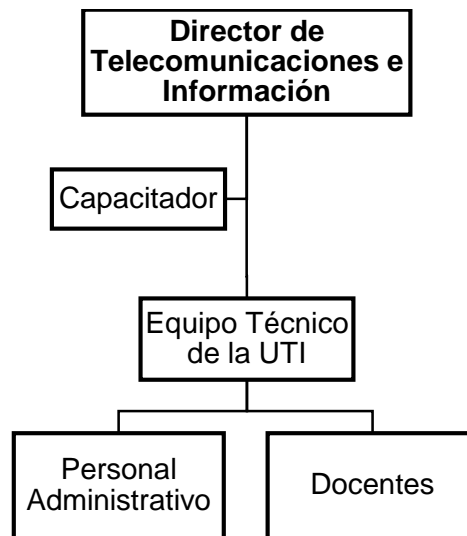 Director de
Telecomunicaciones e
Información
Capacitador
Equipo Técnico
de la UTI
Personal
Administrativo
Docentes